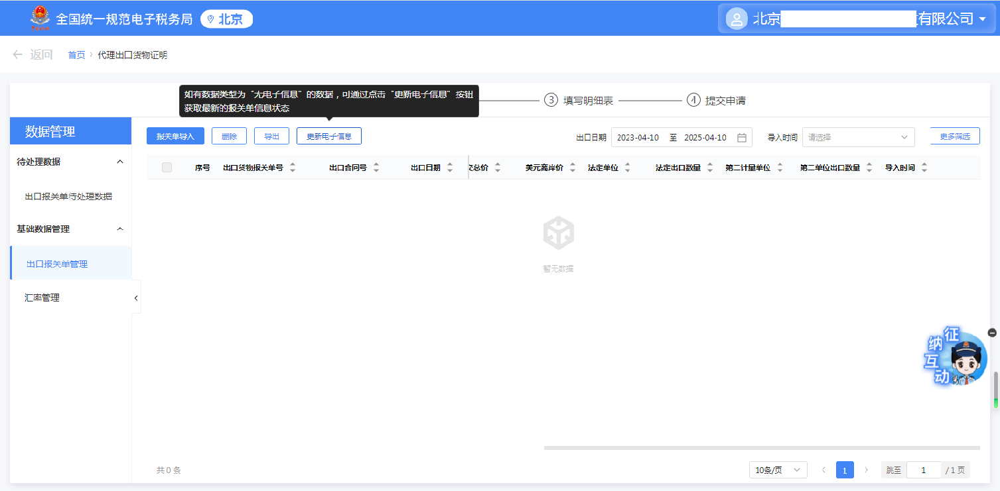 全国统一规范电子税务局
北京
北京
有限公司
返回
首页 › 代理出口货物证明
如有数据类型为“无电子信息”的数据，可通过点击“更新电子信息”按钮
获取最新的报关单信息状态
3 填写明细表
4 提交申请
数据管理
待处理数据
出口报关单待处理数据
基础数据管理
出口报关单管理
汇率管理
报关单导入
删除
导出
更新电子信息
出口日期 2023-04-10 至 2025-04-10
导入时间 请选择
更多筛选
序号 出口货物报关单号 出口合同号 出口日期 交总价 美元离岸价 法定单位 法定出口数量 第二计量单位 第二单位出口数量 导入时间
暂无数据
征纳互动
共 0 条
10条/页
1
跳至 1 / 1 页